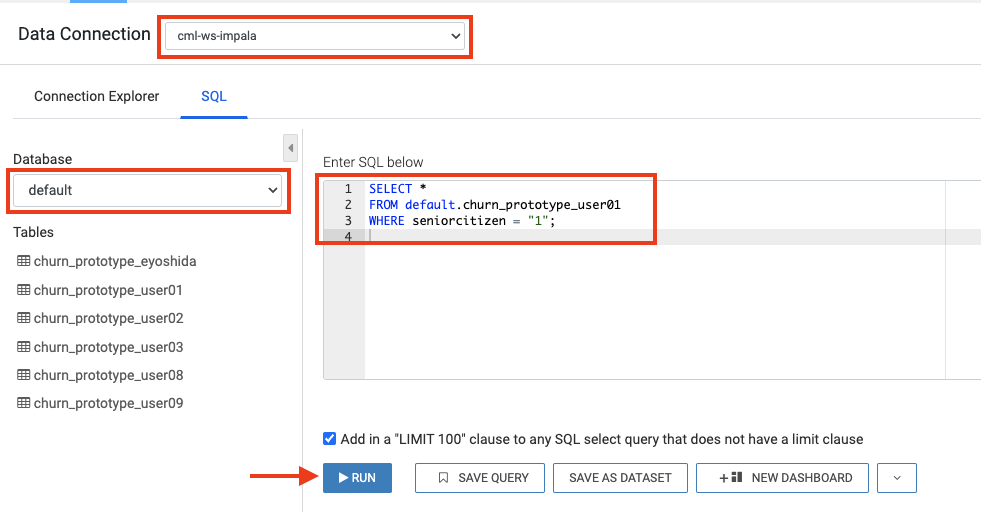 Data Connection cml-ws-impala
Connection Explorer SQL
Database
default
Tables
churn_prototype_eyoshida
churn_prototype_user01
churn_prototype_user02
churn_prototype_user03
churn_prototype_user08
churn_prototype_user09
Enter SQL below
1 SELECT *
2 FROM default.churn_prototype_user01
3 WHERE seniorcitizen = "1";
4
Add in a "LIMIT 100" clause to any SQL select query that does not have a limit clause
RUN SAVE QUERY SAVE AS DATASET + NEW DASHBOARD